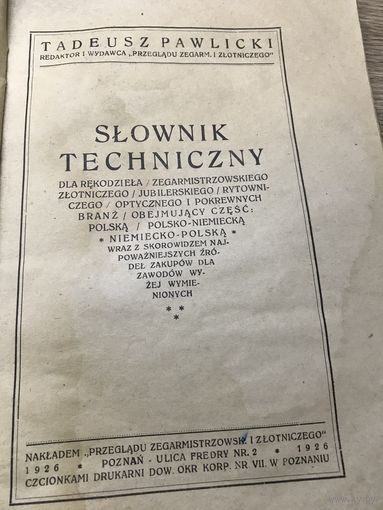 TADEUSZ PAWLICKI
REDAKTOR I WYDAWCA „PRZEGLĄDU ZEGARM. I ZŁOTNICZEGO"
SŁOWNIK
TECHNICZNY
DLA RĘKODZIEŁA / ZEGARMISTRZOWSKIEGO
ZŁOTNICZEGO / JUBILERSKIEGO / RYTOWNI-
CZEGO / OPTYCZNEGO I POKREWNYCH
BRANŻ / OBEJMUJĄCY CZĘŚĆ:
POLSKĄ / POLSKO-NIEMIECKĄ
* NIEMIECKO-POLSKĄ *
WRAZ Z SKOROWIDZEM NAJ-
POWAŻNIEJSZYCH ŹRÓ-
DEŁ ZAKUPÓW DLA
ZAWODÓW WY-
ŻEJ WYMIE-
NIONYCH
* *
*
NAKŁADEM „PRZEGLĄDU ZEGARMISTRZOWSK. I ZŁOTNICZEGO"
1926 * POZNAŃ - ULICA FREDRY NR. 2 * 1926
CZCIONKAMI DRUKARNI DOW. OKR KORP. NR VII. W POZNANIU